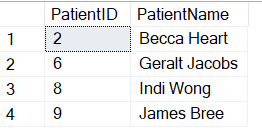 PatientID PatientName
1 2 Becca Heart
2 6 Geralt Jacobs
3 8 Indi Wong
4 9 James Bree